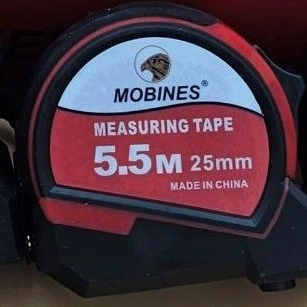 MOBINES®
MEASURING TAPE
5.5M 25mm
MADE IN CHINA